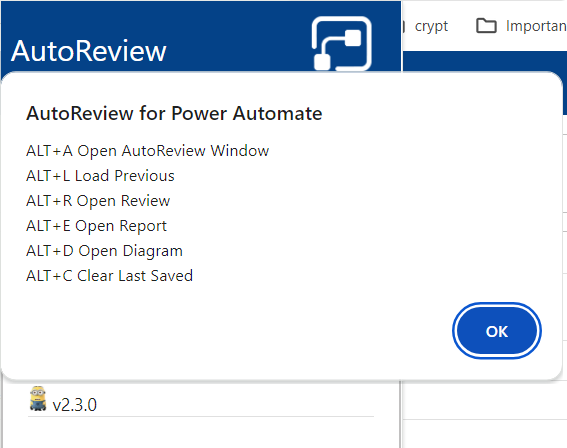 crypt
Importan
AutoReview
AutoReview for Power Automate
ALT+A Open AutoReview Window
ALT+L Load Previous
ALT+R Open Review
ALT+E Open Report
ALT+D Open Diagram
ALT+C Clear Last Saved
OK
v2.3.0